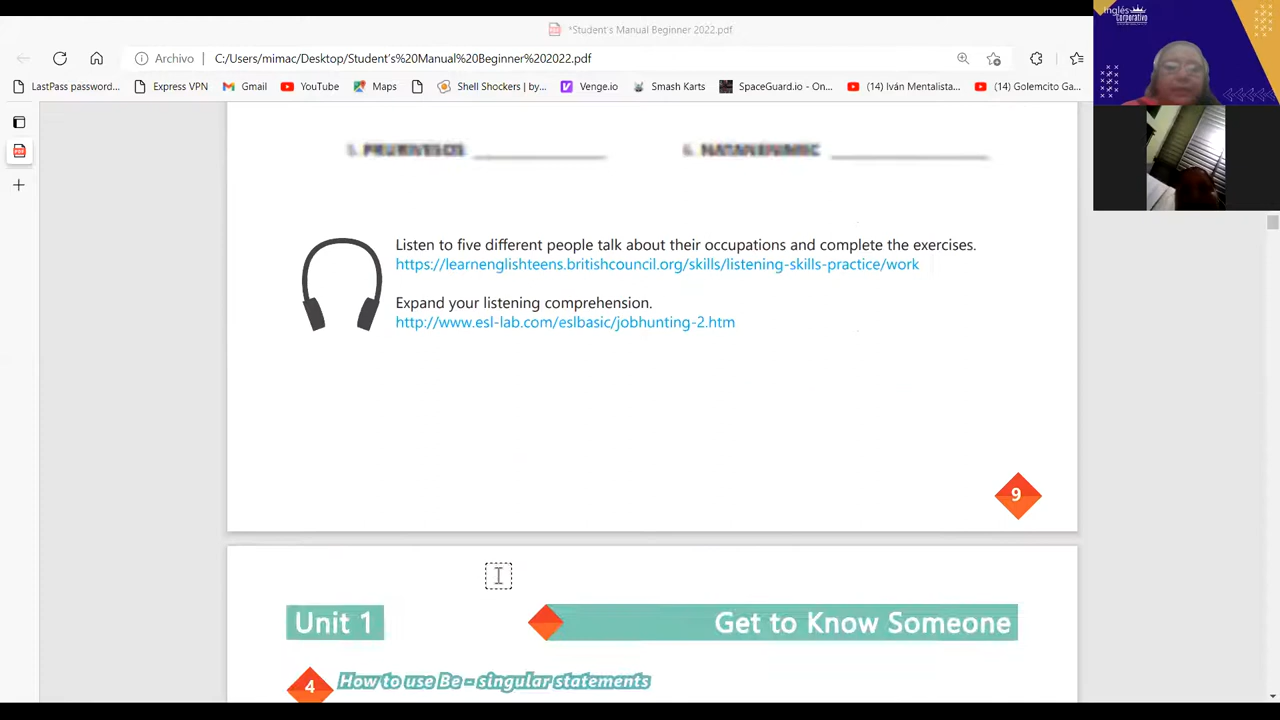 *Student's Manual Beginner 2022.pdf
Archivo
C:/Users/mimac/Desktop/Student's%20Manual%20Beginner%202022.pdf
LastPass password...
Express VPN
Gmail
YouTube
Maps
Shell Shockers | by...
Venge.io
Smash Karts
SpaceGuard.io - On...
(14) Iván Mentalista...
(14) Golemcito Ga...
Inglés
Corporativo
Listen to five different people talk about their occupations and complete the exercises.
https://learnenglishteens.britishcouncil.org/skills/listening-skills-practice/work
Expand your listening comprehension.
http://www.esl-lab.com/eslbasic/jobhunting-2.htm
9
Unit 1
Get to Know Someone
4
How to use Be - singular statements